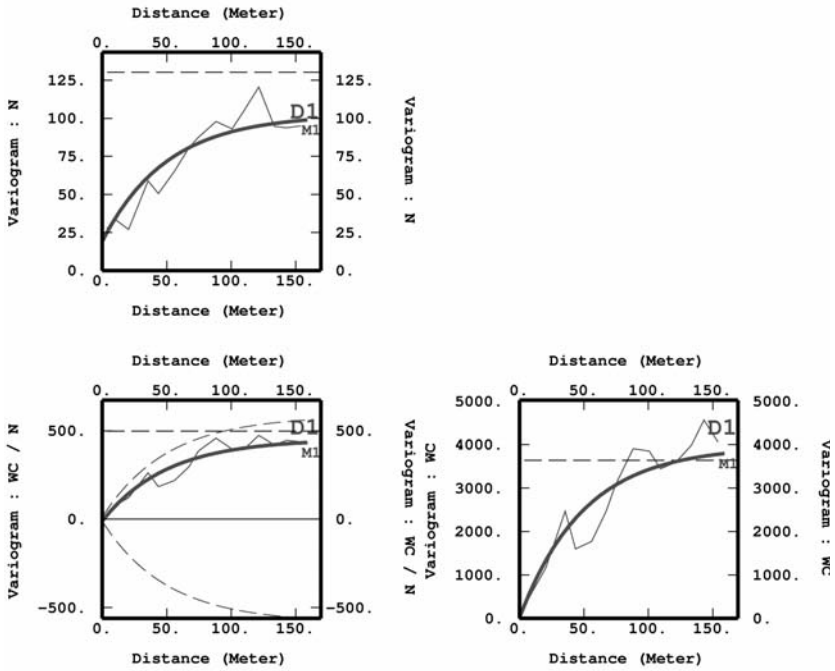 Distance (Meter)
0. 50. 100. 150.
Variogram : N
125. 125.
100. 100.
75. 75.
50. 50.
25. 25.
0. 0.
D1
M1
Variogram : N
0. 50. 100. 150.
Distance (Meter)
Distance (Meter)
0. 50. 100. 150.
Variogram : WC / N
500. 500.
0. 0.
-500. -500.
D1
M1
Variogram : WC / N
0. 50. 100. 150.
Distance (Meter)
Distance (Meter)
0. 50. 100. 150.
Variogram : WC
5000. 5000.
4000. 4000.
3000. 3000.
2000. 2000.
1000. 1000.
0. 0.
D1
M1
Variogram : WC
0. 50. 100. 150.
Distance (Meter)